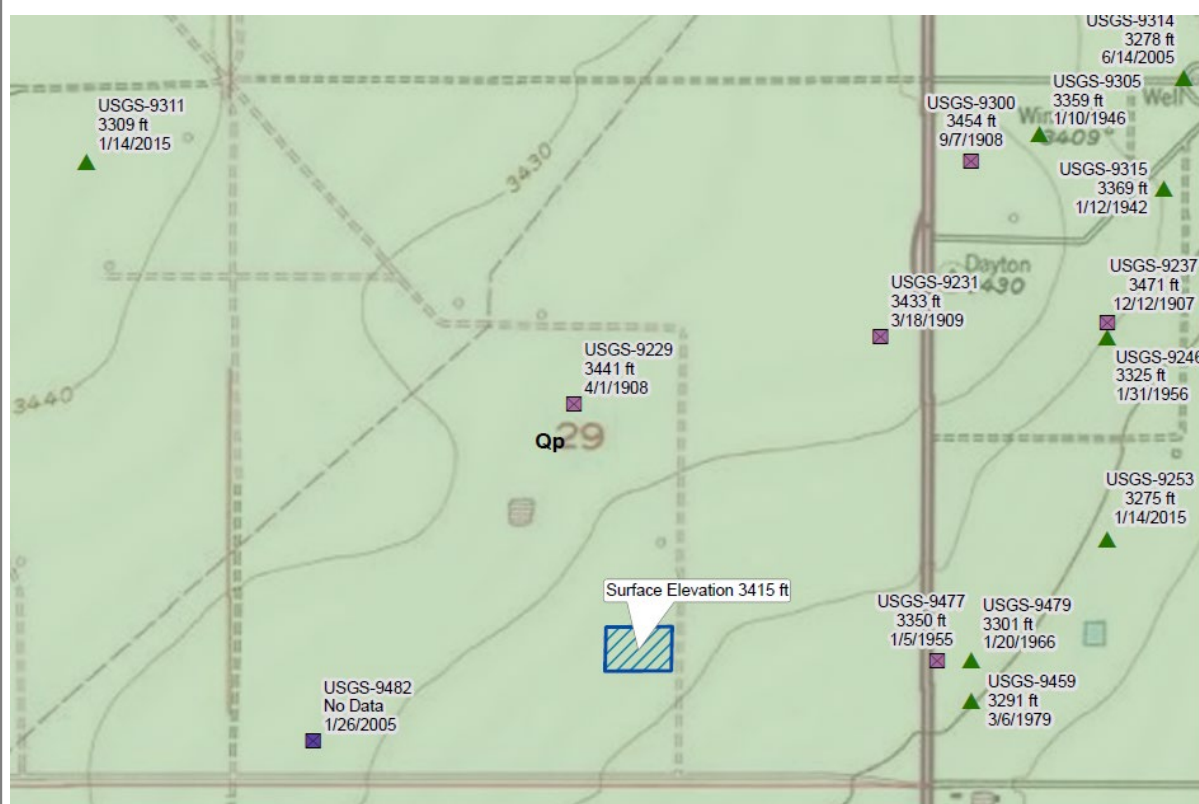 USGS-9314
3278 ft
6/14/2005
USGS-9311
3309 ft
1/14/2015
USGS-9300
3454 ft
9/7/1908
USGS-9305
3359 ft
1/10/1946
Well
3409
3430
USGS-9315
3369 ft
1/12/1942
Dayton
3430
USGS-9237
3471 ft
12/12/1907
USGS-9231
3433 ft
3/18/1909
USGS-9229
3441 ft
4/1/1908
USGS-9246
3325 ft
1/31/1956
3440
Qp
29
USGS-9253
3275 ft
1/14/2015
Surface Elevation 3415 ft
USGS-9477
3350 ft
1/5/1955
USGS-9479
3301 ft
1/20/1966
USGS-9459
3291 ft
3/6/1979
USGS-9482
No Data
1/26/2005